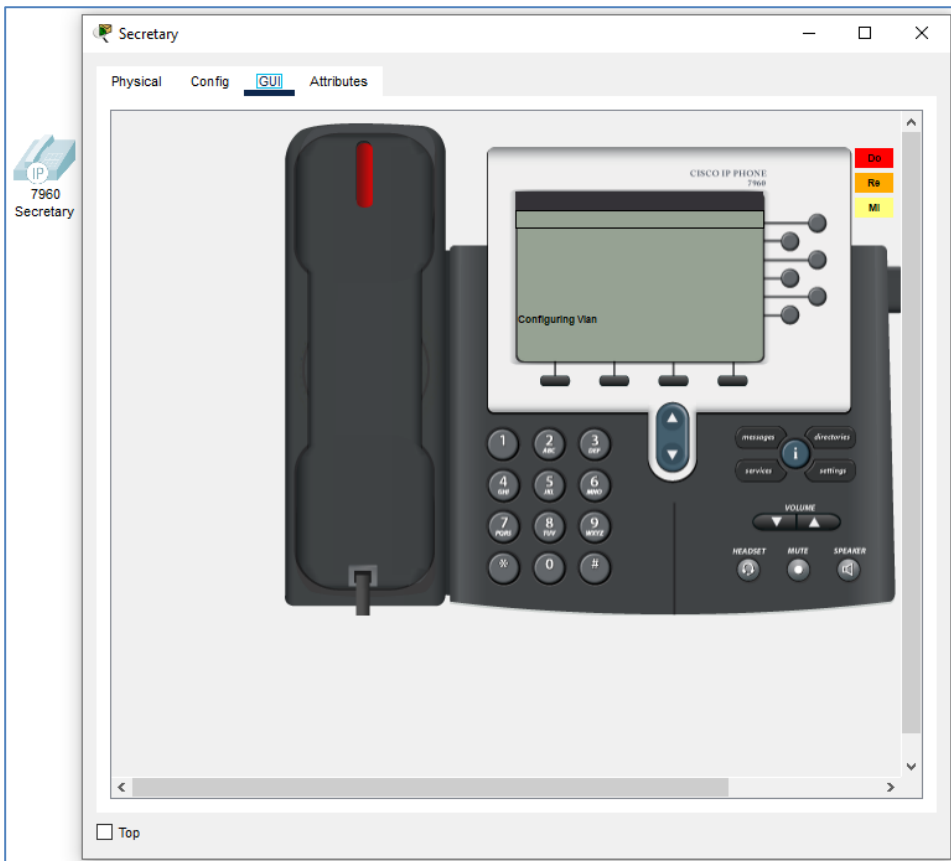 Secretary
Physical Config GUI Attributes
IP
7960
Secretary
CISCO IP PHONE
7960
Do
Re
MI
Configuring Vlan
1 2 ABC 3 DEF
4 GHI 5 JKL 6 MNO
7 PQRS 8 TUV 9 WXYZ
* 0 #
messages directories
i
services settings
VOLUME
HEADSET MUTE SPEAKER
Top